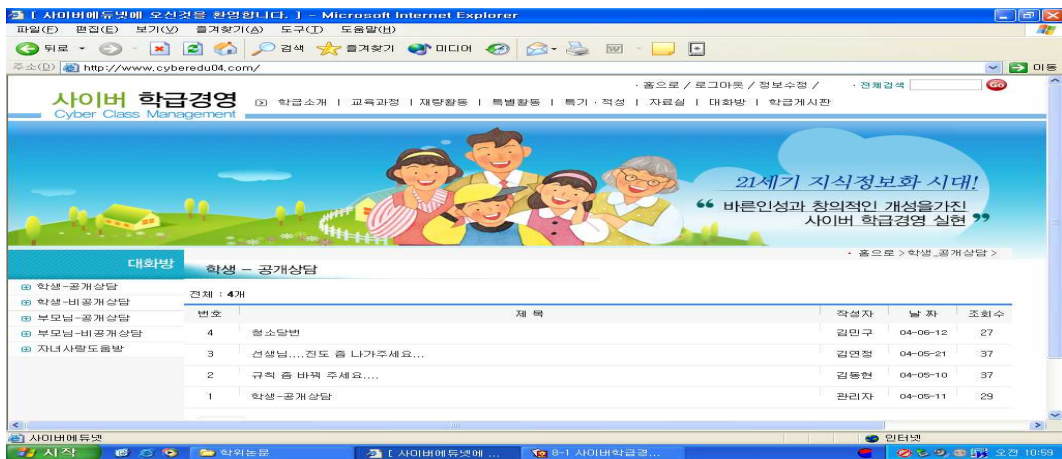 [ 사이버에듀넷에 오신것을 환영합니다. ] - Microsoft Internet Explorer
파일(F) 편집(E) 보기(V) 즐겨찾기(A) 도구(T) 도움말(H)
뒤로 검색 즐겨찾기 미디어
주소(D) http://www.cyberedu04.com/ 이동
· 홈으로 / 로그아웃 / 정보수정 / · 전체검색 Go
사이버 학급경영
Cyber Class Management
학급소개 | 교육과정 | 재량활동 | 특별활동 | 특기 · 적성 | 자료실 | 대화방 | 학급게시판
21세기 지식정보화 시대!
“ 바른인성과 창의적인 개성을가진
사이버 학급경영 실현 ”
· 홈으로 > 학생_공개상담 >
대화방
학생-공개상담
학생-비공개상담
부모님-공개상담
부모님-비공개상담
자녀사랑도움방
학생 - 공개상담
전체 : 4개
번호 제 목 작성자 날 짜 조회수
4 청소당번 김민구 04-06-12 27
3 선생님....진도 좀 나가주세요... 김연정 04-05-21 37
2 규칙 좀 바꿔 주세요.... 김동현 04-05-10 37
1 학생-공개상담 관리자 04-05-11 29
사이버에듀넷 인터넷
시작 학위논문 [ 사이버에듀넷에 ... 8-1 사이버학급경... 오전 10:59